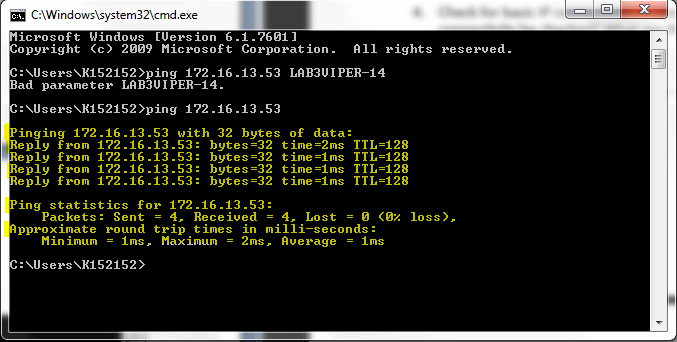 C:\Windows\system32\cmd.exe
Microsoft Windows [Version 6.1.7601]
Copyright (c) 2009 Microsoft Corporation.  All rights reserved.
C:\Users\K152152>ping 172.16.13.53 LAB3VIPER-14
Bad parameter LAB3VIPER-14.
C:\Users\K152152>ping 172.16.13.53
Pinging 172.16.13.53 with 32 bytes of data:
Reply from 172.16.13.53: bytes=32 time=2ms TTL=128
Reply from 172.16.13.53: bytes=32 time=1ms TTL=128
Reply from 172.16.13.53: bytes=32 time=1ms TTL=128
Reply from 172.16.13.53: bytes=32 time=1ms TTL=128
Ping statistics for 172.16.13.53:
    Packets: Sent = 4, Received = 4, Lost = 0 (0% loss),
Approximate round trip times in milli-seconds:
    Minimum = 1ms, Maximum = 2ms, Average = 1ms
C:\Users\K152152>
4. Check for basic IP